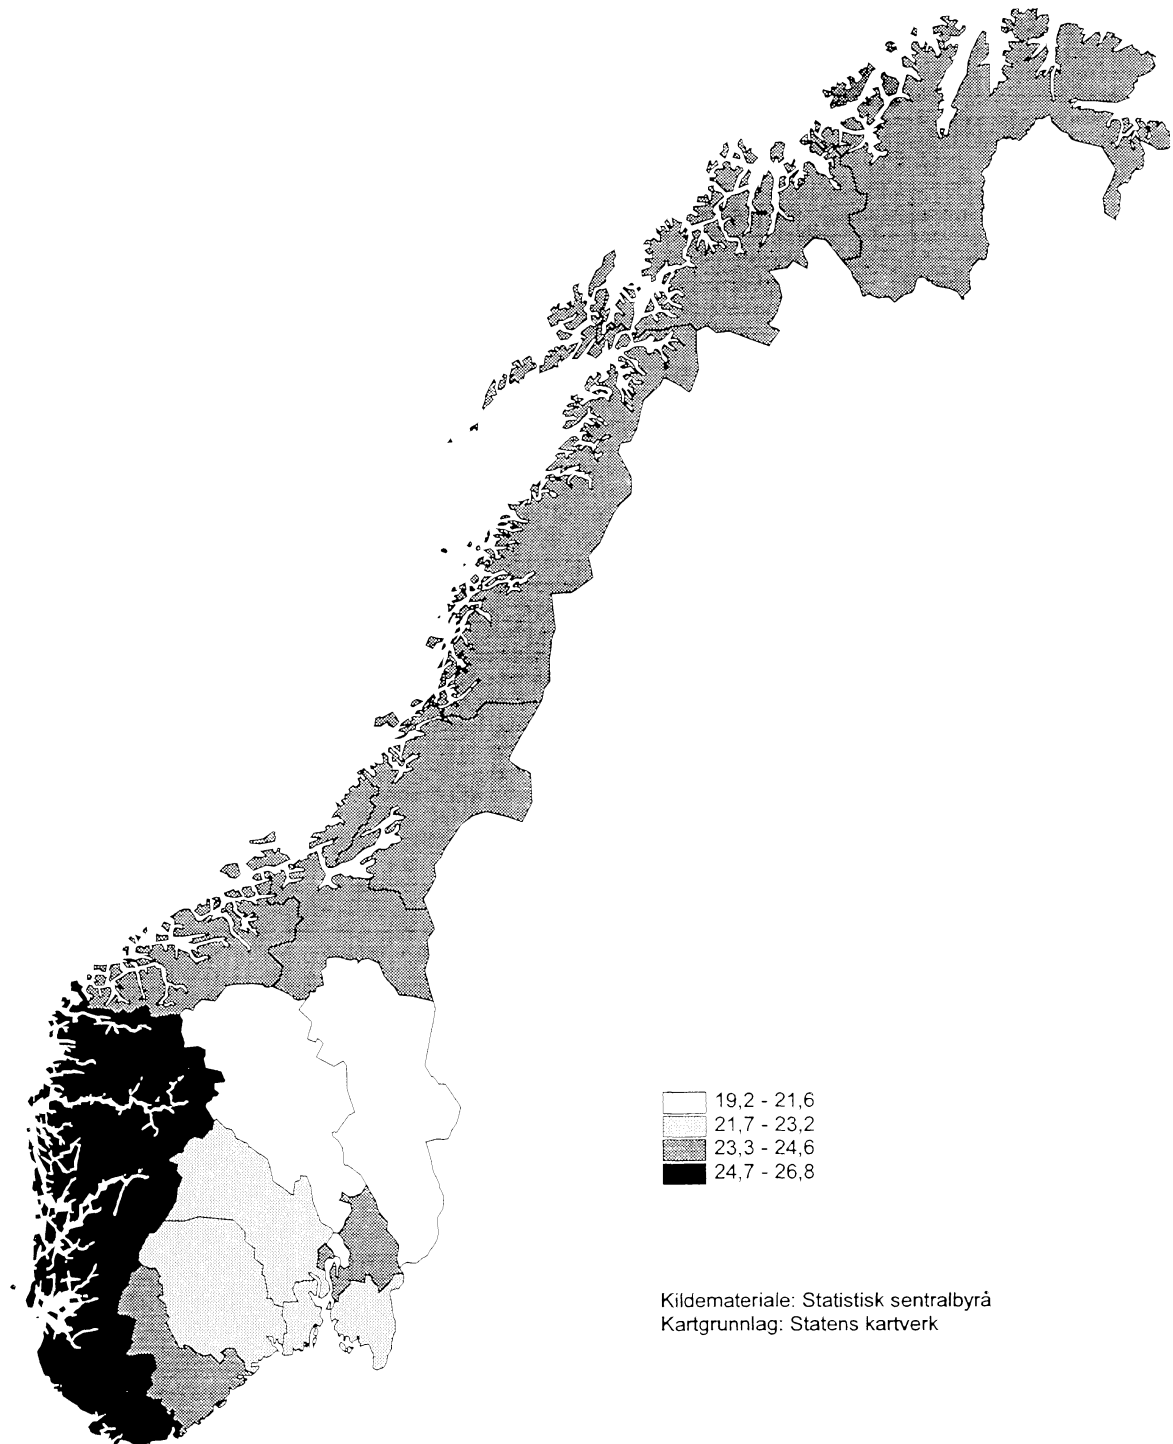 19,2 - 21,6
21,7 - 23,2
23,3 - 24,6
24,7 - 26,8
Kildemateriale: Statistisk sentralbyrå
Kartgrunnlag: Statens kartverk